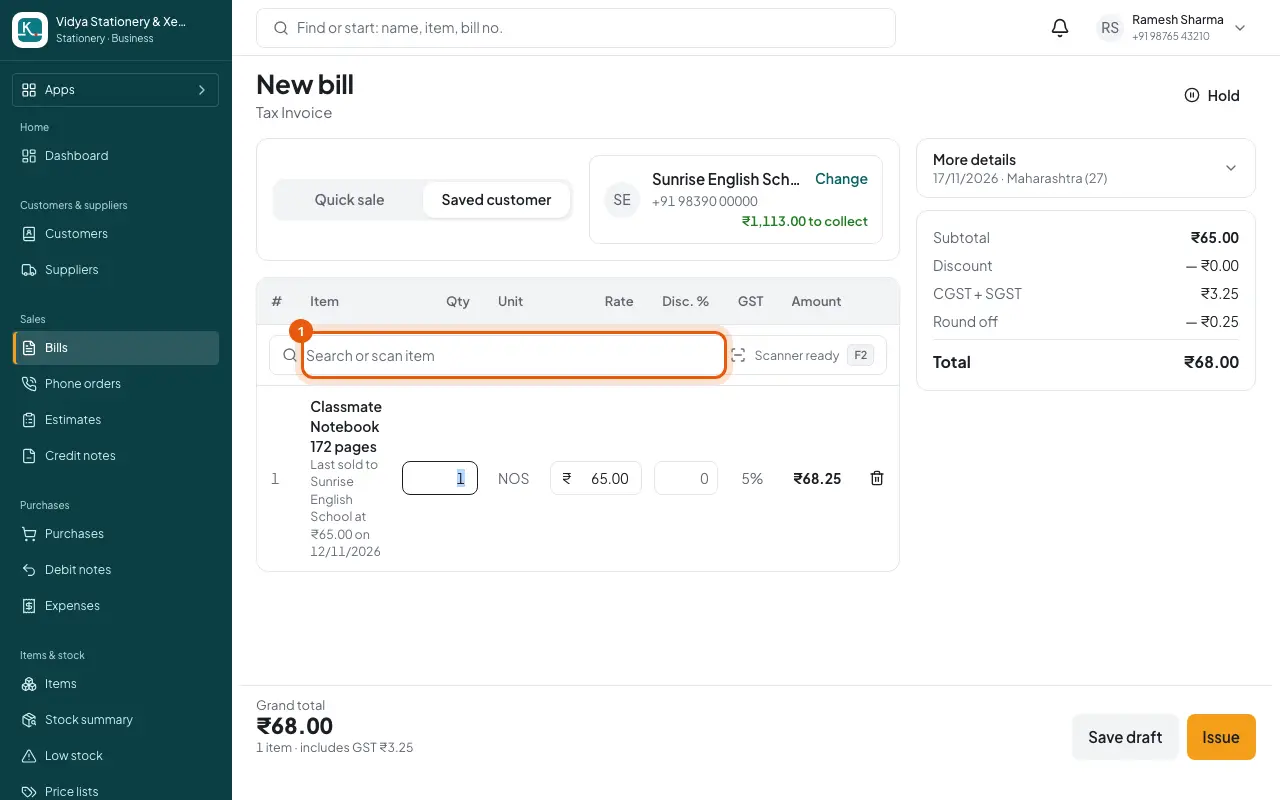 Vidya Stationery & Xe...
Stationery · Business
Apps
Home
Dashboard
Customers & suppliers
Customers
Suppliers
Sales
Bills
Phone orders
Estimates
Credit notes
Purchases
Purchases
Debit notes
Expenses
Items & stock
Items
Stock summary
Low stock
Price lists
Find or start: name, item, bill no.
RS
Ramesh Sharma
+91 98765 43210
New bill
Tax Invoice
Hold
Quick sale
Saved customer
SE
Sunrise English Sch...
Change
+91 98390 00000
₹1,113.00 to collect
# Item Qty Unit Rate Disc. % GST Amount
1
Search or scan item
Scanner ready F2
Classmate
Notebook
172 pages
Last sold to
Sunrise
English
School at
₹65.00 on
12/11/2026
1 1 NOS ₹ 65.00 0 5% ₹68.25
More details
17/11/2026 · Maharashtra (27)
Subtotal ₹65.00
Discount — ₹0.00
CGST + SGST ₹3.25
Round off — ₹0.25
Total ₹68.00
Grand total
₹68.00
1 item · includes GST ₹3.25
Save draft
Issue